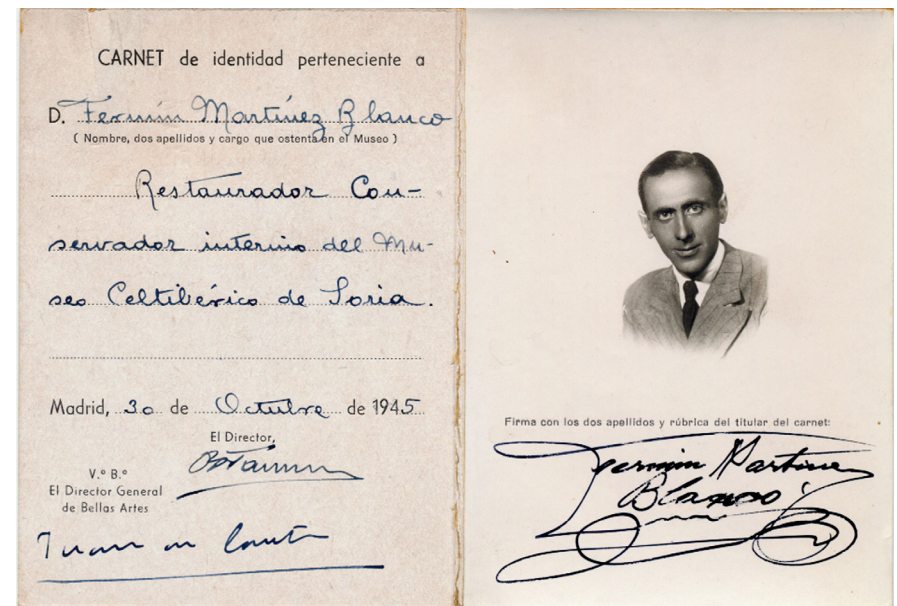 CARNET de identidad perteneciente a
D. Fermín Martínez Blanco
( Nombre, dos apellidos y cargo que ostenta en el Museo )
Restaurador Con-
servador interino del Mu-
seo Celtibérico de Soria.
Madrid, 30 de Octubre de 1945
El Director,
V.º B.º
El Director General
de Bellas Artes
Firma con los dos apellidos y rúbrica del titular del carnet:
Fermin Martinez
Blanco